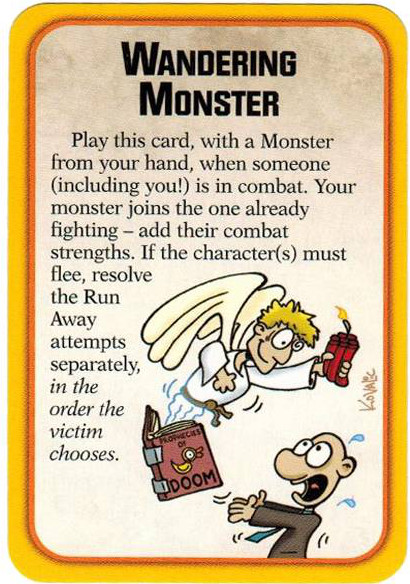 WANDERING
MONSTER
Play this card, with a Monster
from your hand, when someone
(including you!) is in combat. Your
monster joins the one already
fighting – add their combat
strengths. If the character(s) must
flee, resolve
the Run
Away
attempts
separately,
in the
order the
victim
chooses.
KOVALIC
PROPHECIES
OF
DOOM